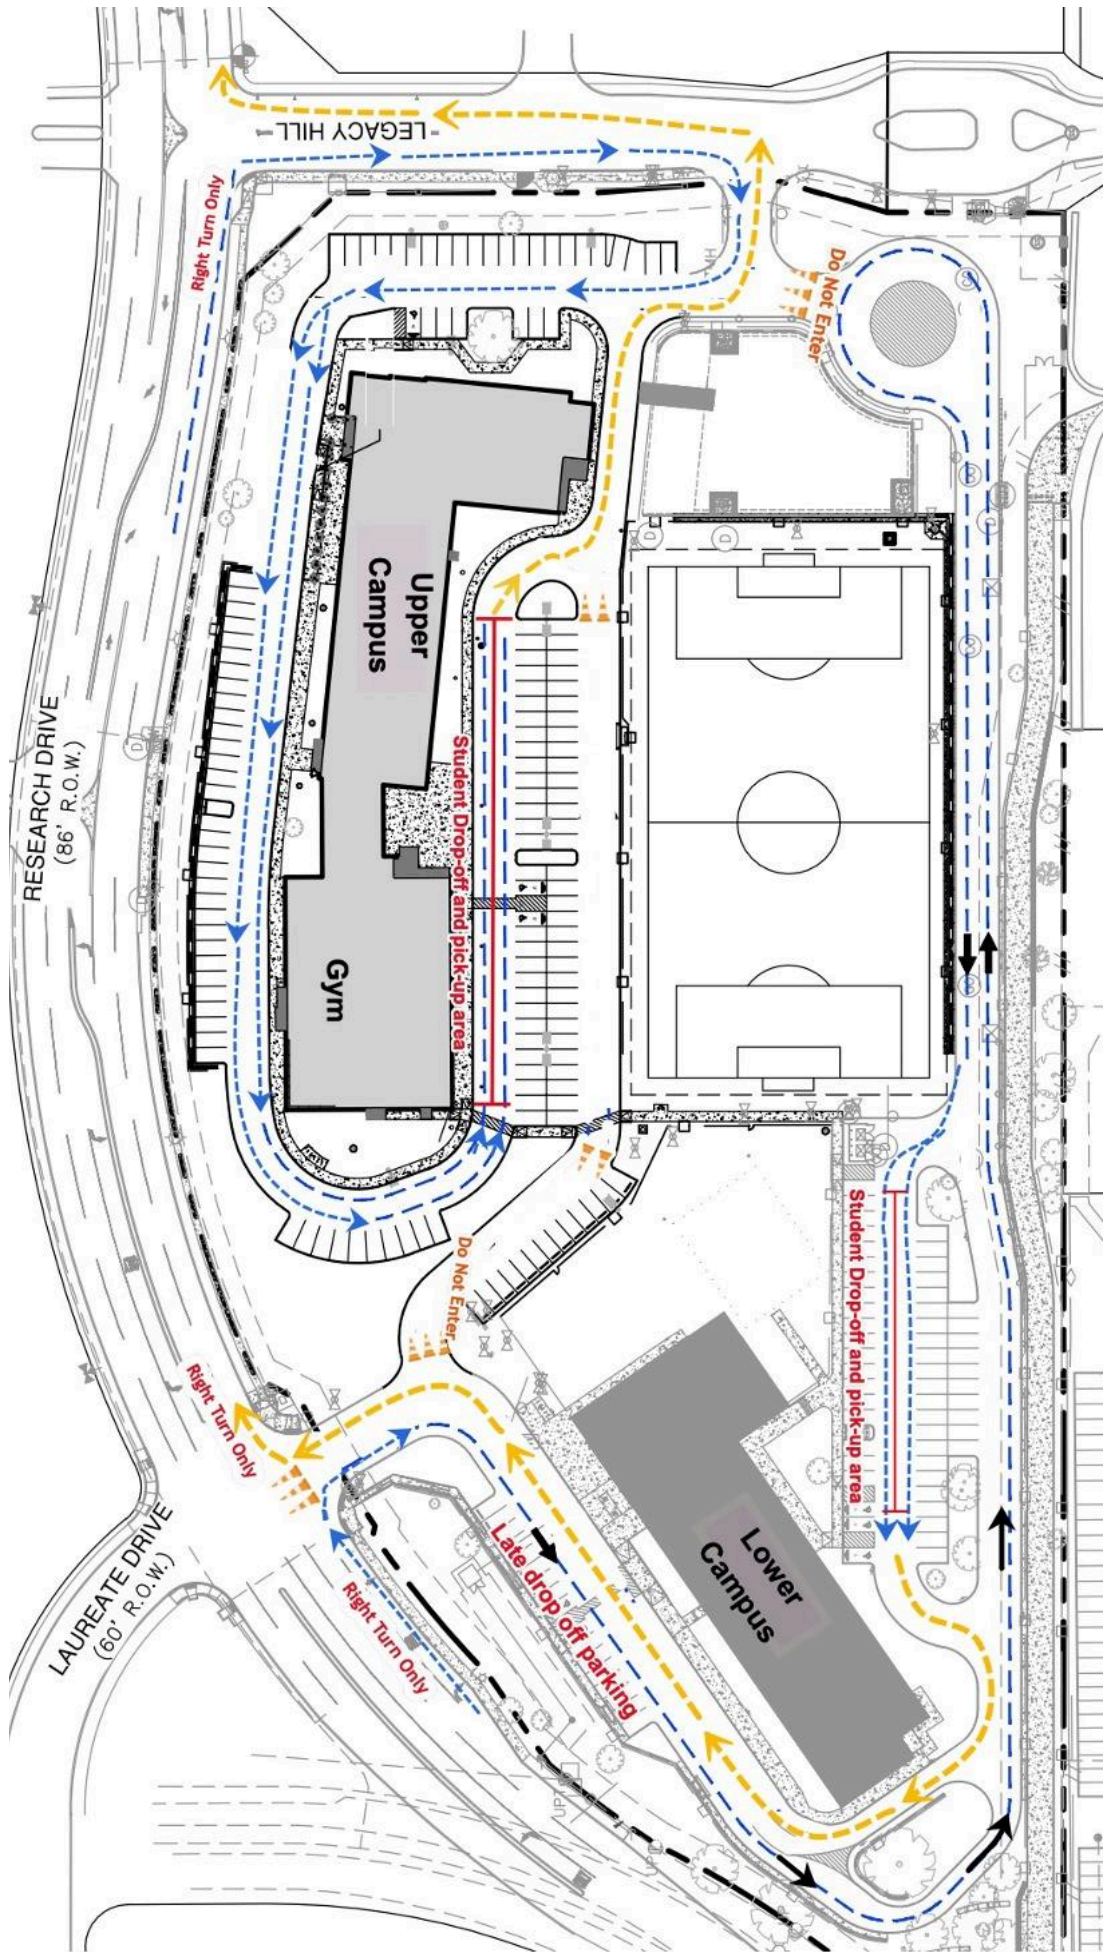 LEGACY HILL
Right Turn Only
Do Not Enter
Upper
Campus
Student Drop-off and pick-up area
RESEARCH DRIVE
(86' R.O.W.)
Gym
Do Not Enter
Student Drop-off and pick-up area
Right Turn Only
Lower
Campus
Late drop off parking
Right Turn Only
LAUREATE DRIVE
(60' R.O.W.)